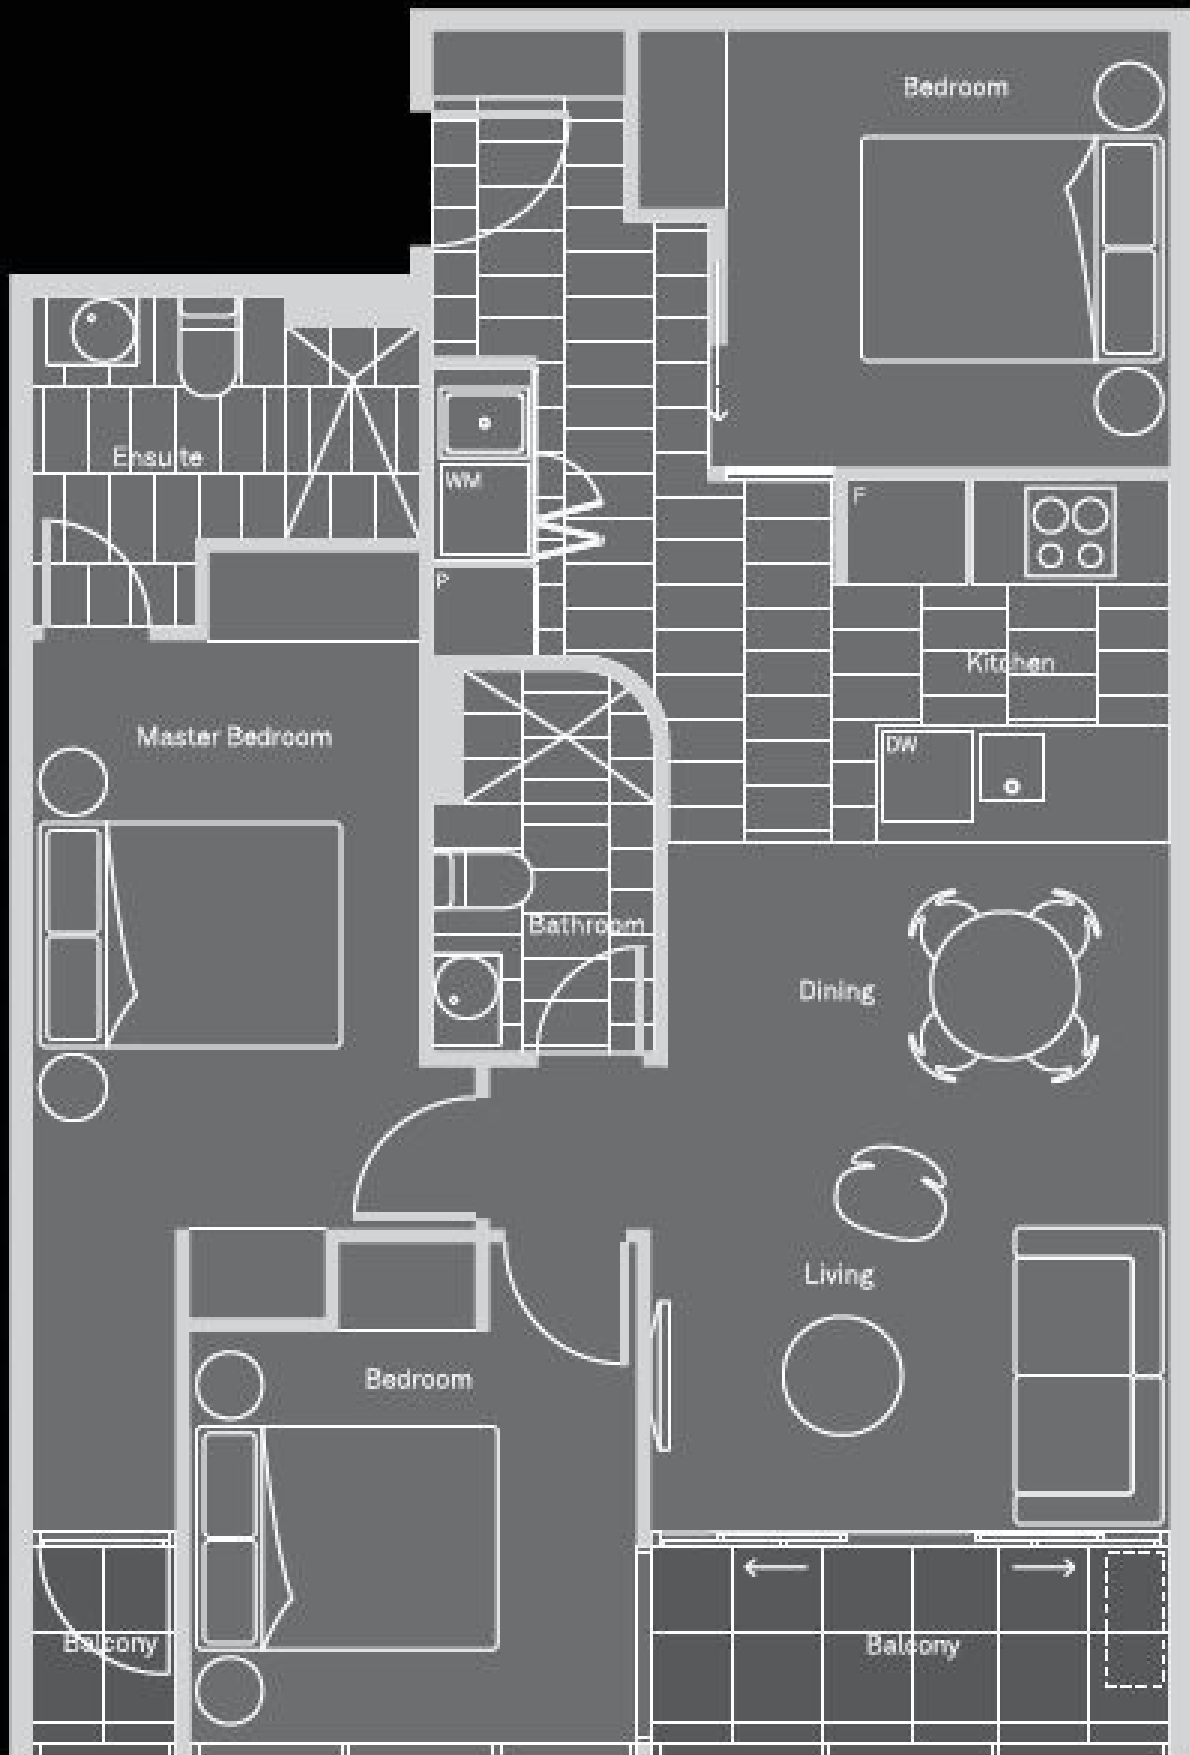 Bedroom
Ensuite
WM
F
P
Kitchen
Master Bedroom
DW
Bathroom
Dining
Living
Bedroom
Balcony
Balcony